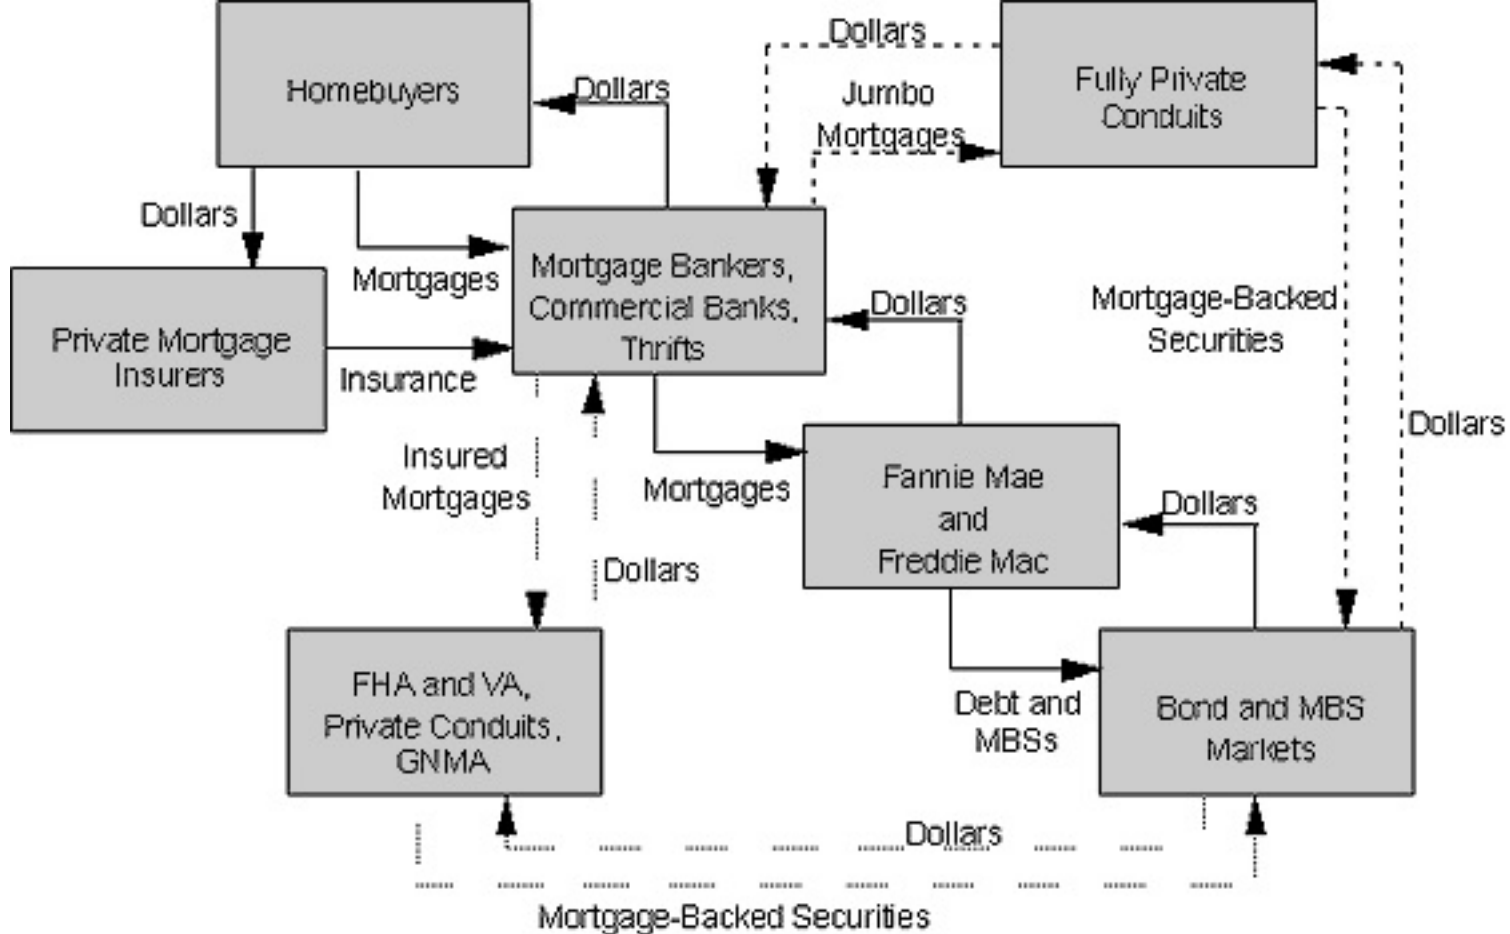 Dollars
Homebuyers
Dollars
Fully Private
Conduits
Jumbo
Mortgages
Dollars
Mortgages
Mortgage Bankers,
Commercial Banks,
Thrifts
Private Mortgage
Insurers
Insurance
Dollars
Mortgage-Backed
Securities
Dollars
Insured
Mortgages
Mortgages
Fannie Mae
and
Freddie Mac
Dollars
Dollars
FHA and VA,
Private Conduits,
GNMA
Debt and
MBSs
Bond and MBS
Markets
Dollars
Mortgage-Backed Securities